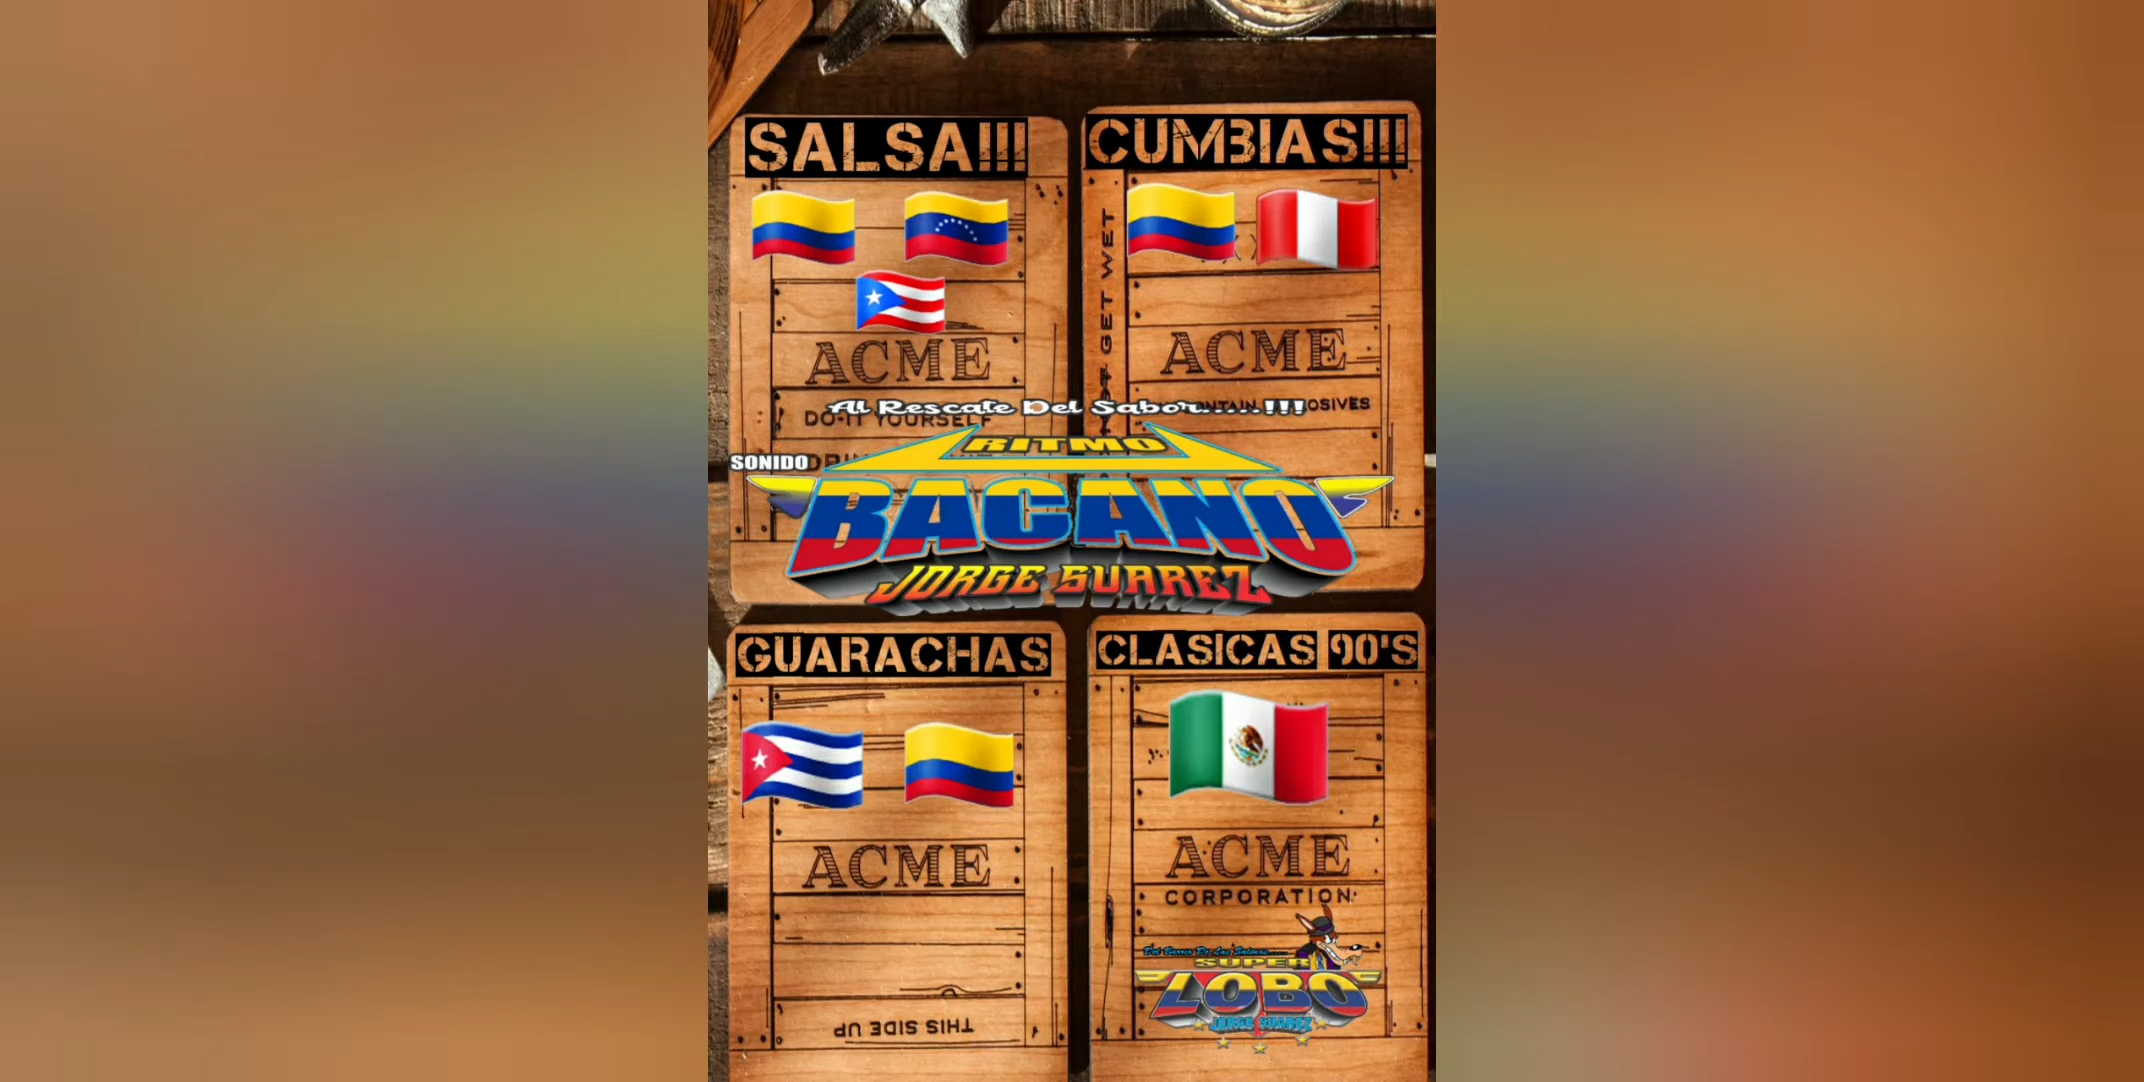 SALSA!!!
CUMBIAS!!!
GET WET
ACME
ACME
Al Rescate Del Sabor.....!!!
DO-IT YOURSELF
OSIVES
RITMO
SONIDO
BACANO
JORGE SUAREZ
GUARACHAS
CLASICAS 90'S
ACME
ACME
CORPORATION
SUPER
LOBO
JORGE SUAREZ
THIS SIDE UP